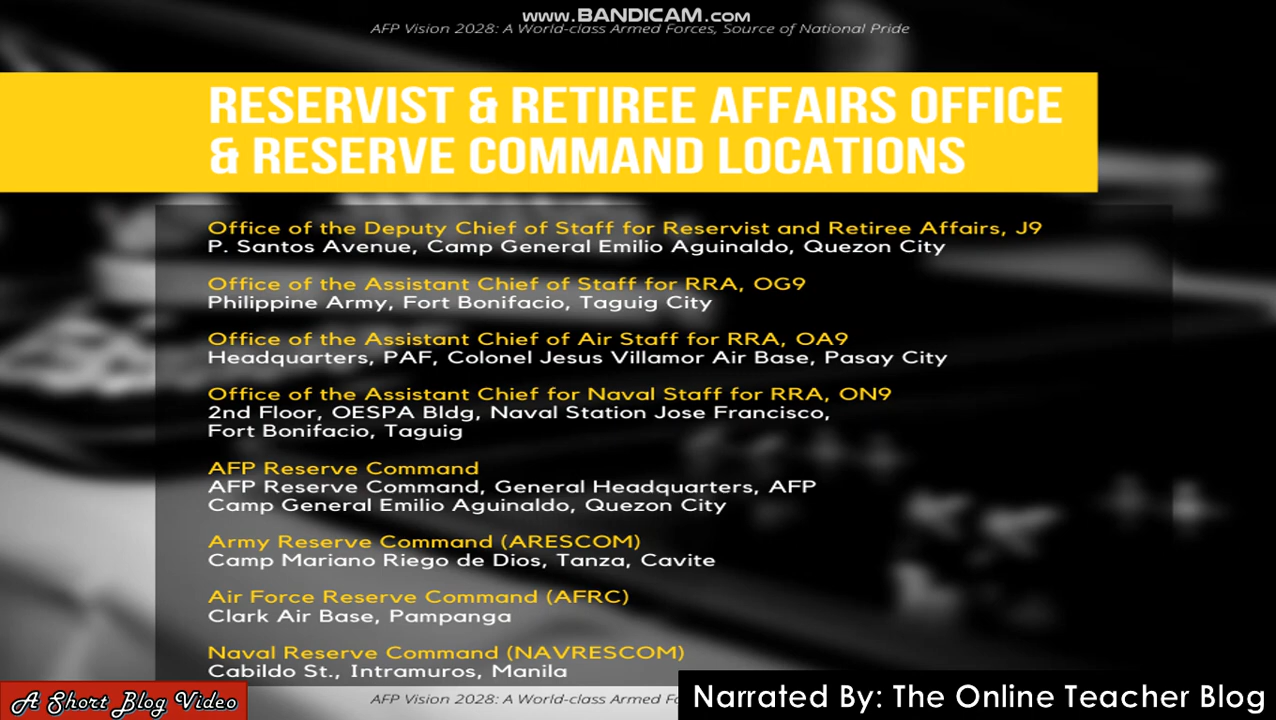 www.BANDICAM.com
AFP Vision 2028: A World-class Armed Forces, Source of National Pride
RESERVIST & RETIREE AFFAIRS OFFICE
& RESERVE COMMAND LOCATIONS
Office of the Deputy Chief of Staff for Reservist and Retiree Affairs, J9
P. Santos Avenue, Camp General Emilio Aguinaldo, Quezon City
Office of the Assistant Chief of Staff for RRA, OG9
Philippine Army, Fort Bonifacio, Taguig City
Office of the Assistant Chief of Air Staff for RRA, OA9
Headquarters, PAF, Colonel Jesus Villamor Air Base, Pasay City
Office of the Assistant Chief for Naval Staff for RRA, ON9
2nd Floor, OESPA Bldg, Naval Station Jose Francisco,
Fort Bonifacio, Taguig
AFP Reserve Command
AFP Reserve Command, General Headquarters, AFP
Camp General Emilio Aguinaldo, Quezon City
Army Reserve Command (ARESCOM)
Camp Mariano Riego de Dios, Tanza, Cavite
Air Force Reserve Command (AFRC)
Clark Air Base, Pampanga
Naval Reserve Command (NAVRESCOM)
Cabildo St., Intramuros, Manila
A Short Blog Video
AFP Vision 2028: A World-class Armed
Narrated By: The Online Teacher Blog